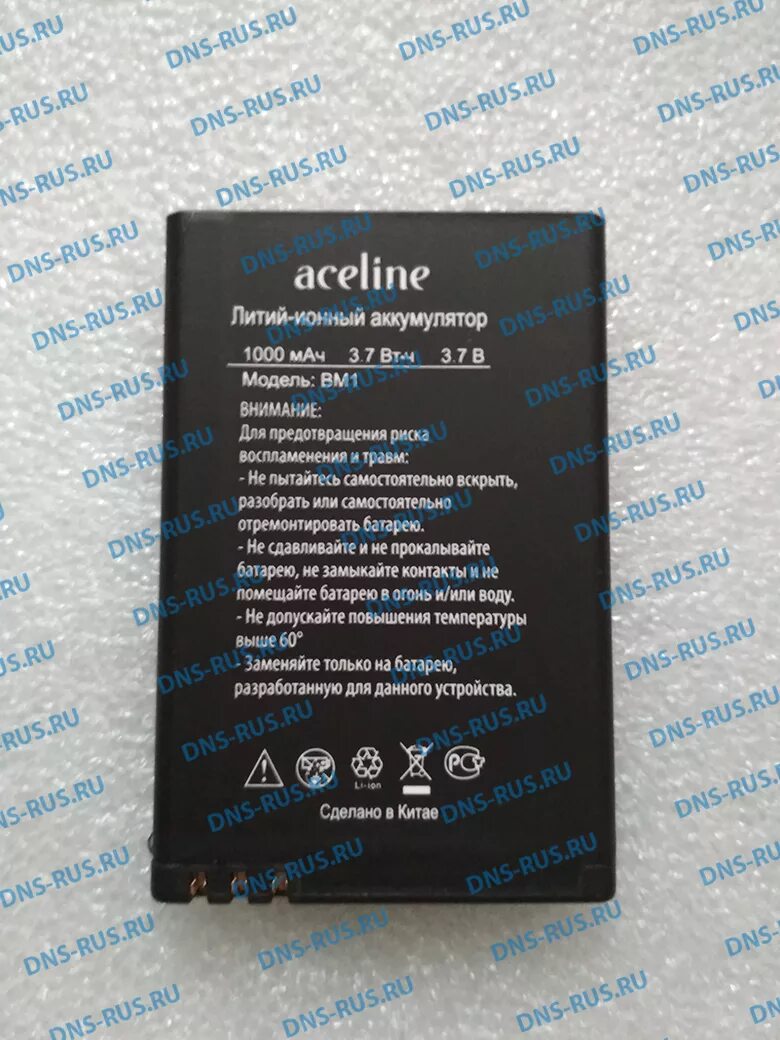 aceline
Литий-ионный аккумулятор
1000 мАч 3.7 Вт-ч 3.7 В
Модель: BM1
ВНИМАНИЕ:
Для предотвращения риска
воспламенения и травм:
- Не пытайтесь самостоятельно вскрыть,
разобрать или самостоятельно
отремонтировать батарею.
- Не сдавливайте и не прокалывайте
батарею, не замыкайте контакты и не
помещайте батарею в огонь и/или воду.
- Не допускайте повышения температуры
выше 60°
- Заменяйте только на батарею,
разработанную для данного устройства.
Li-ion
Сделано в Китае
DNS-RUS.RU